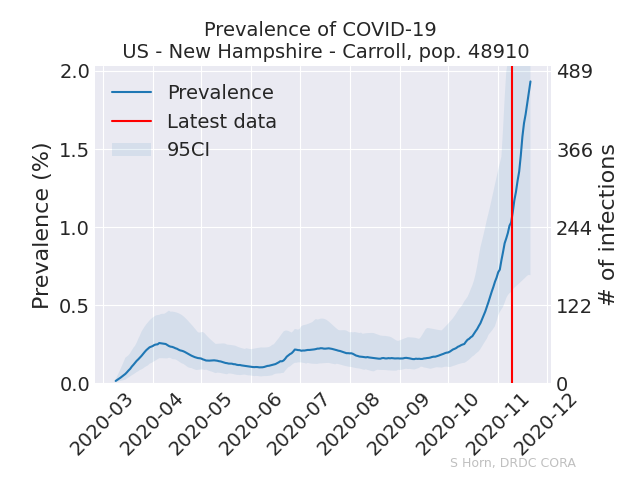 Prevalence of COVID-19
US - New Hampshire - Carroll, pop. 48910
Prevalence
Latest data
95CI
Prevalence (%)
2.0
1.5
1.0
0.5
0.0
489
366
244
122
0
# of infections
2020-03
2020-04
2020-05
2020-06
2020-07
2020-08
2020-09
2020-10
2020-11
2020-12
S Horn, DRDC CORA